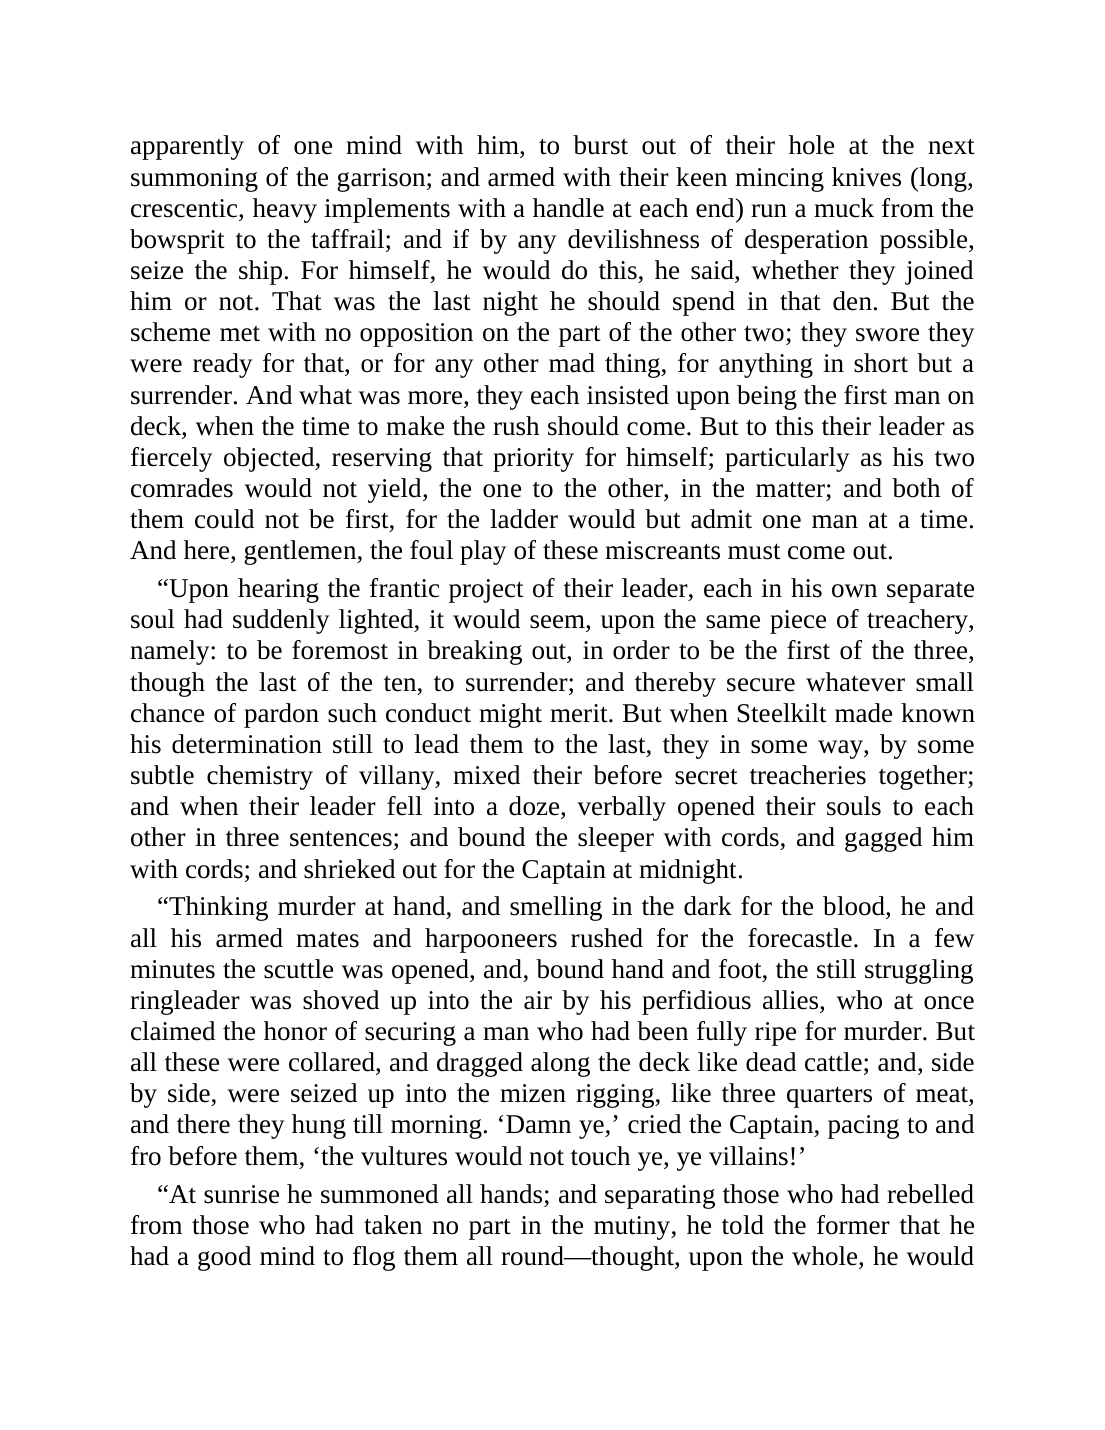 apparently of one mind with him, to burst out of their hole at the next
summoning of the garrison; and armed with their keen mincing knives (long,
crescentic, heavy implements with a handle at each end) run a muck from the
bowsprit to the taffrail; and if by any devilishness of desperation possible,
seize the ship. For himself, he would do this, he said, whether they joined
him or not. That was the last night he should spend in that den. But the
scheme met with no opposition on the part of the other two; they swore they
were ready for that, or for any other mad thing, for anything in short but a
surrender. And what was more, they each insisted upon being the first man on
deck, when the time to make the rush should come. But to this their leader as
fiercely objected, reserving that priority for himself; particularly as his two
comrades would not yield, the one to the other, in the matter; and both of
them could not be first, for the ladder would but admit one man at a time.
And here, gentlemen, the foul play of these miscreants must come out.
“Upon hearing the frantic project of their leader, each in his own separate
soul had suddenly lighted, it would seem, upon the same piece of treachery,
namely: to be foremost in breaking out, in order to be the first of the three,
though the last of the ten, to surrender; and thereby secure whatever small
chance of pardon such conduct might merit. But when Steelkilt made known
his determination still to lead them to the last, they in some way, by some
subtle chemistry of villany, mixed their before secret treacheries together;
and when their leader fell into a doze, verbally opened their souls to each
other in three sentences; and bound the sleeper with cords, and gagged him
with cords; and shrieked out for the Captain at midnight.
“Thinking murder at hand, and smelling in the dark for the blood, he and
all his armed mates and harpooneers rushed for the forecastle. In a few
minutes the scuttle was opened, and, bound hand and foot, the still struggling
ringleader was shoved up into the air by his perfidious allies, who at once
claimed the honor of securing a man who had been fully ripe for murder. But
all these were collared, and dragged along the deck like dead cattle; and, side
by side, were seized up into the mizen rigging, like three quarters of meat,
and there they hung till morning. ‘Damn ye,’ cried the Captain, pacing to and
fro before them, ‘the vultures would not touch ye, ye villains!’
“At sunrise he summoned all hands; and separating those who had rebelled
from those who had taken no part in the mutiny, he told the former that he
had a good mind to flog them all round—thought, upon the whole, he would